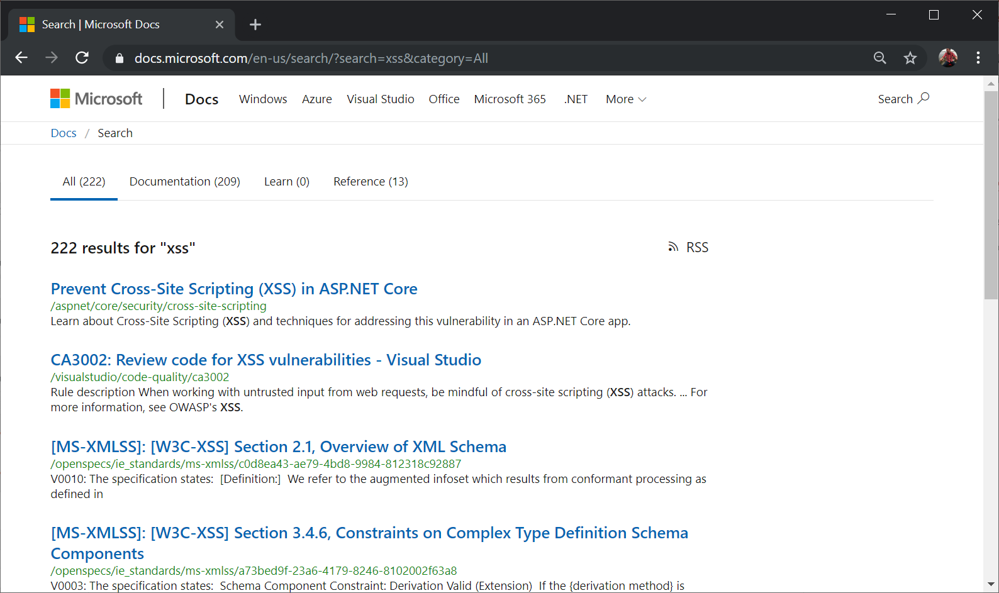 Search | Microsoft Docs
docs.microsoft.com/en-us/search/?search=xss&category=All
Microsoft Docs Windows Azure Visual Studio Office Microsoft 365 .NET More Search
Docs / Search
All (222) Documentation (209) Learn (0) Reference (13)
222 results for "xss" RSS
Prevent Cross-Site Scripting (XSS) in ASP.NET Core
/aspnet/core/security/cross-site-scripting
Learn about Cross-Site Scripting (XSS) and techniques for addressing this vulnerability in an ASP.NET Core app.
CA3002: Review code for XSS vulnerabilities - Visual Studio
/visualstudio/code-quality/ca3002
Rule description When working with untrusted input from web requests, be mindful of cross-site scripting (XSS) attacks. ... For
more information, see OWASP's XSS.
[MS-XMLSS]: [W3C-XSS] Section 2.1, Overview of XML Schema
/openspecs/ie_standards/ms-xmlss/c0d8ea43-ae79-4bd8-9984-812318c92887
V0010: The specification states:  [Definition:]  We refer to the augmented infoset which results from conformant processing as
defined in
[MS-XMLSS]: [W3C-XSS] Section 3.4.6, Constraints on Complex Type Definition Schema
Components
/openspecs/ie_standards/ms-xmlss/a73bed9f-23a6-4179-8246-8102002f63a8
V0003: The specification states:  Schema Component Constraint: Derivation Valid (Extension)  If the {derivation method} is